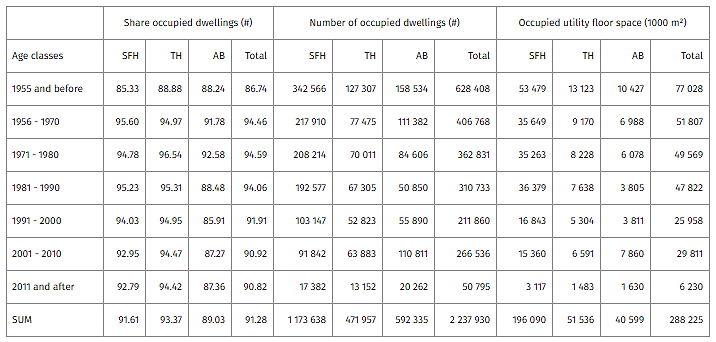 Share occupied dwellings (#) Number of occupied dwellings (#) Occupied utility floor space (1000 m²)
Age classes SFH TH AB Total SFH TH AB Total SFH TH AB Total
1955 and before 85.33 88.88 88.24 86.74 342 566 127 307 158 534 628 408 53 479 13 123 10 427 77 028
1956 - 1970 95.60 94.97 91.78 94.46 217 910 77 475 111 382 406 768 35 649 9 170 6 988 51 807
1971 - 1980 94.78 96.54 92.58 94.59 208 214 70 011 84 606 362 831 35 263 8 228 6 078 49 569
1981 - 1990 95.23 95.31 88.48 94.06 192 577 67 305 50 850 310 733 36 379 7 638 3 805 47 822
1991 - 2000 94.03 94.95 85.91 91.91 103 147 52 823 55 890 211 860 16 843 5 304 3 811 25 958
2001 - 2010 92.95 94.47 87.27 90.92 91 842 63 883 110 811 266 536 15 360 6 591 7 860 29 811
2011 and after 92.79 94.42 87.36 90.82 17 382 13 152 20 262 50 795 3 117 1 483 1 630 6 230
SUM 91.61 93.37 89.03 91.28 1 173 638 471 957 592 335 2 237 930 196 090 51 536 40 599 288 225